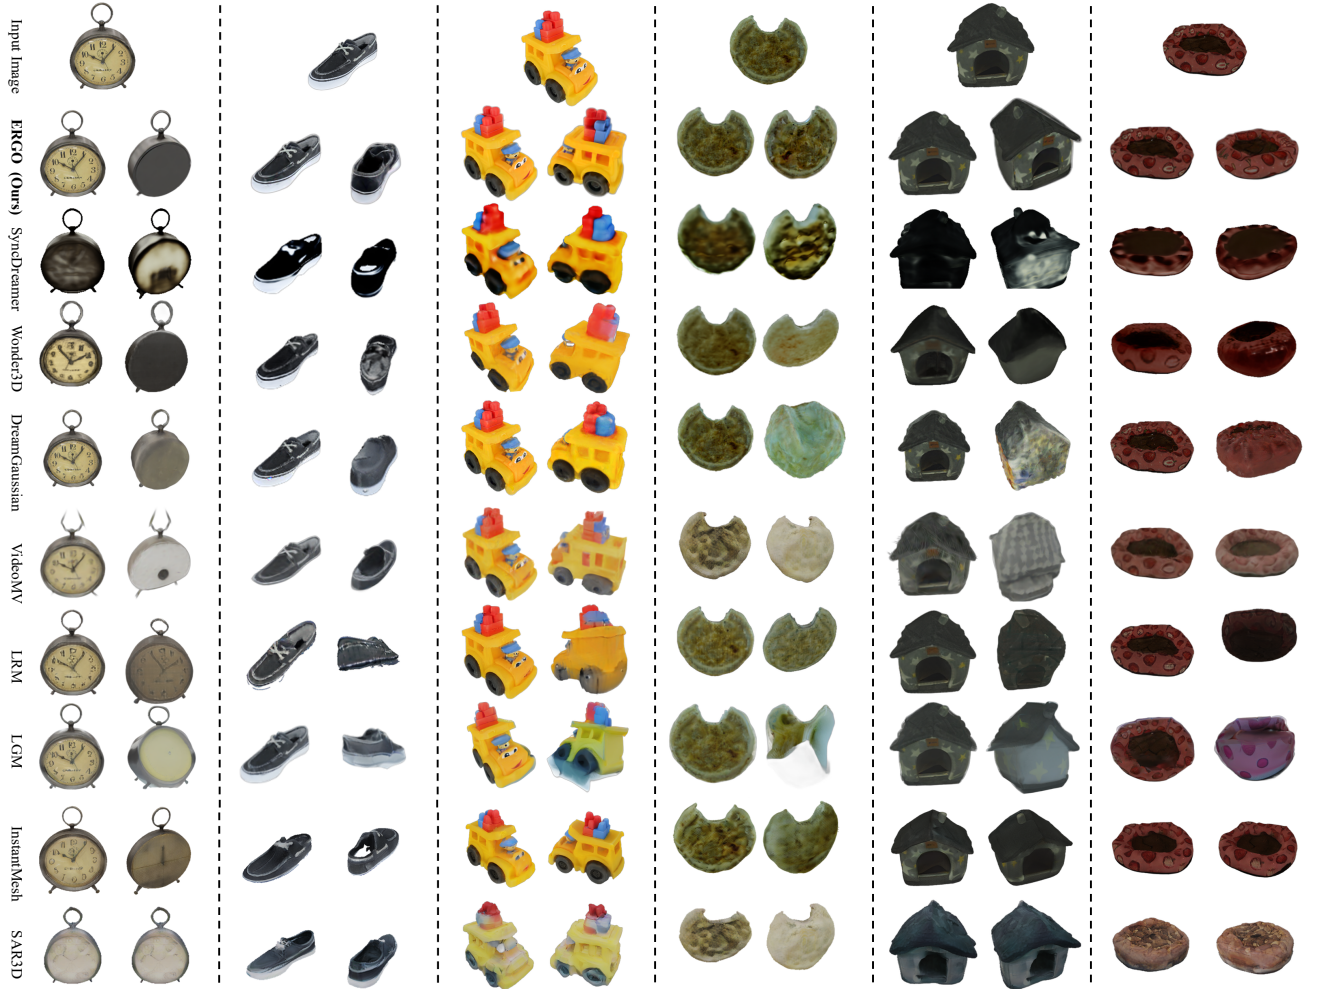 Input Image
ERGO (Ours)
SyncDreamer
Wonder3D
DreamGaussian
VideoMV
LRM
LGM
InstantMesh
SAR3D